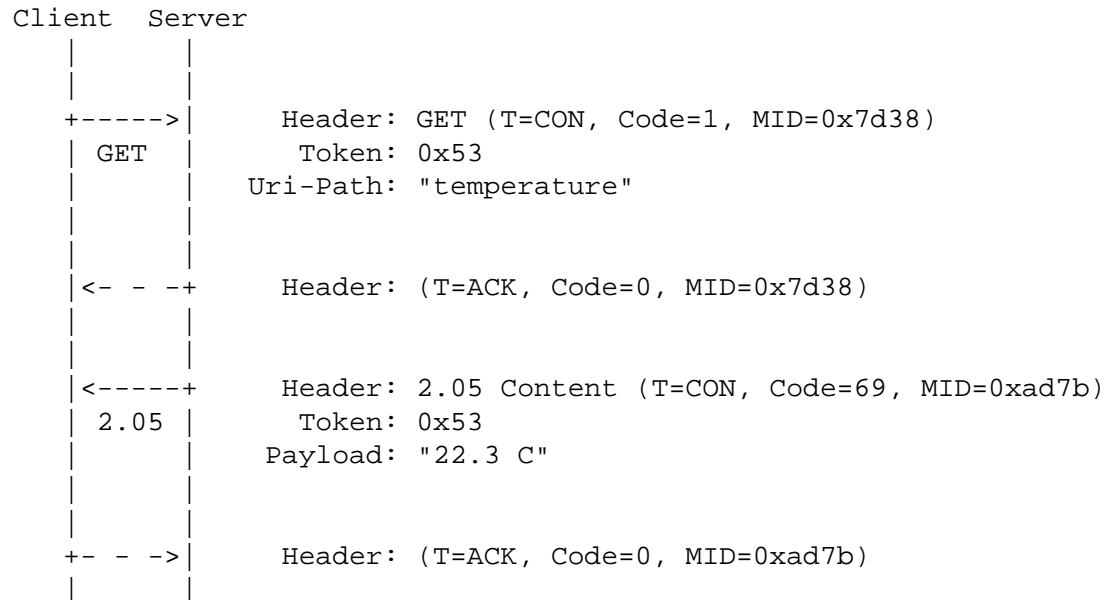 Client Server
+----->| Header: GET (T=CON, Code=1, MID=0x7d38)
| GET | Token: 0x53
| | Uri-Path: "temperature"
|<- - -+ Header: (T=ACK, Code=0, MID=0x7d38)
|<-----+ Header: 2.05 Content (T=CON, Code=69, MID=0xad7b)
| 2.05 | Token: 0x53
| | Payload: "22.3 C"
+- - ->| Header: (T=ACK, Code=0, MID=0xad7b)